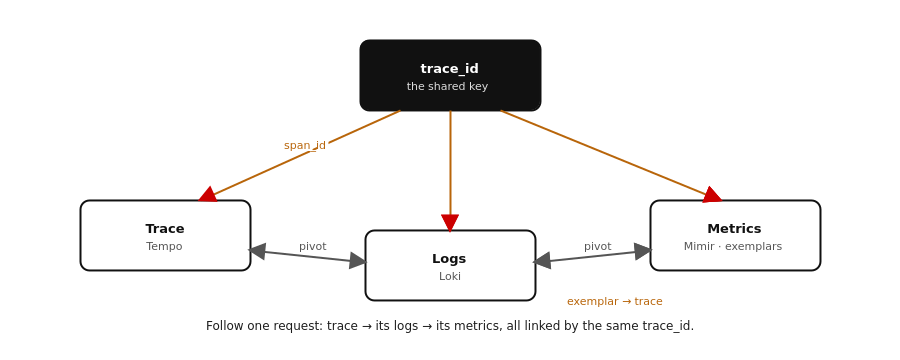 trace_id
the shared key
span_id
Trace
Tempo
pivot
Logs
Loki
pivot
Metrics
Mimir · exemplars
exemplar → trace
Follow one request: trace → its logs → its metrics, all linked by the same trace_id.